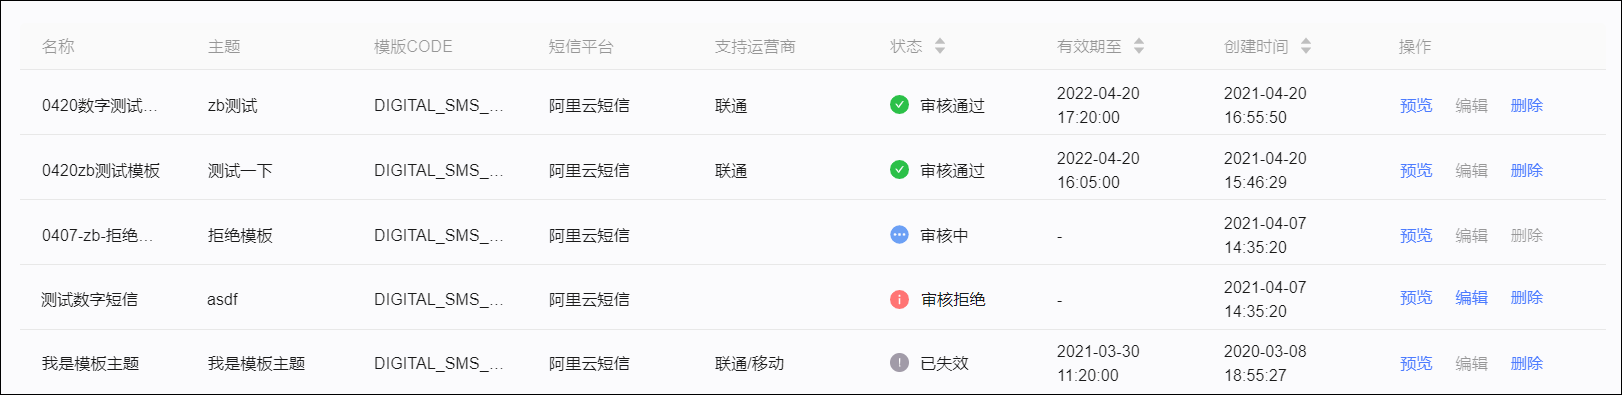 名称 主题 模版CODE 短信平台 支持运营商 状态 有效期至 创建时间 操作
0420数字测试... zb测试 DIGITAL_SMS_... 阿里云短信 联通 审核通过 2022-04-20 17:20:00 2021-04-20 16:55:50 预览 编辑 删除
0420zb测试模板 测试一下 DIGITAL_SMS_... 阿里云短信 联通 审核通过 2022-04-20 16:05:00 2021-04-20 15:46:29 预览 编辑 删除
0407-zb-拒绝... 拒绝模板 DIGITAL_SMS_... 阿里云短信 审核中 - 2021-04-07 14:35:20 预览 编辑 删除
测试数字短信 asdf DIGITAL_SMS_... 阿里云短信 审核拒绝 - 2021-04-07 14:35:20 预览 编辑 删除
我是模板主题 我是模板主题 DIGITAL_SMS_... 阿里云短信 联通/移动 已失效 2021-03-30 11:20:00 2020-03-08 18:55:27 预览 编辑 删除